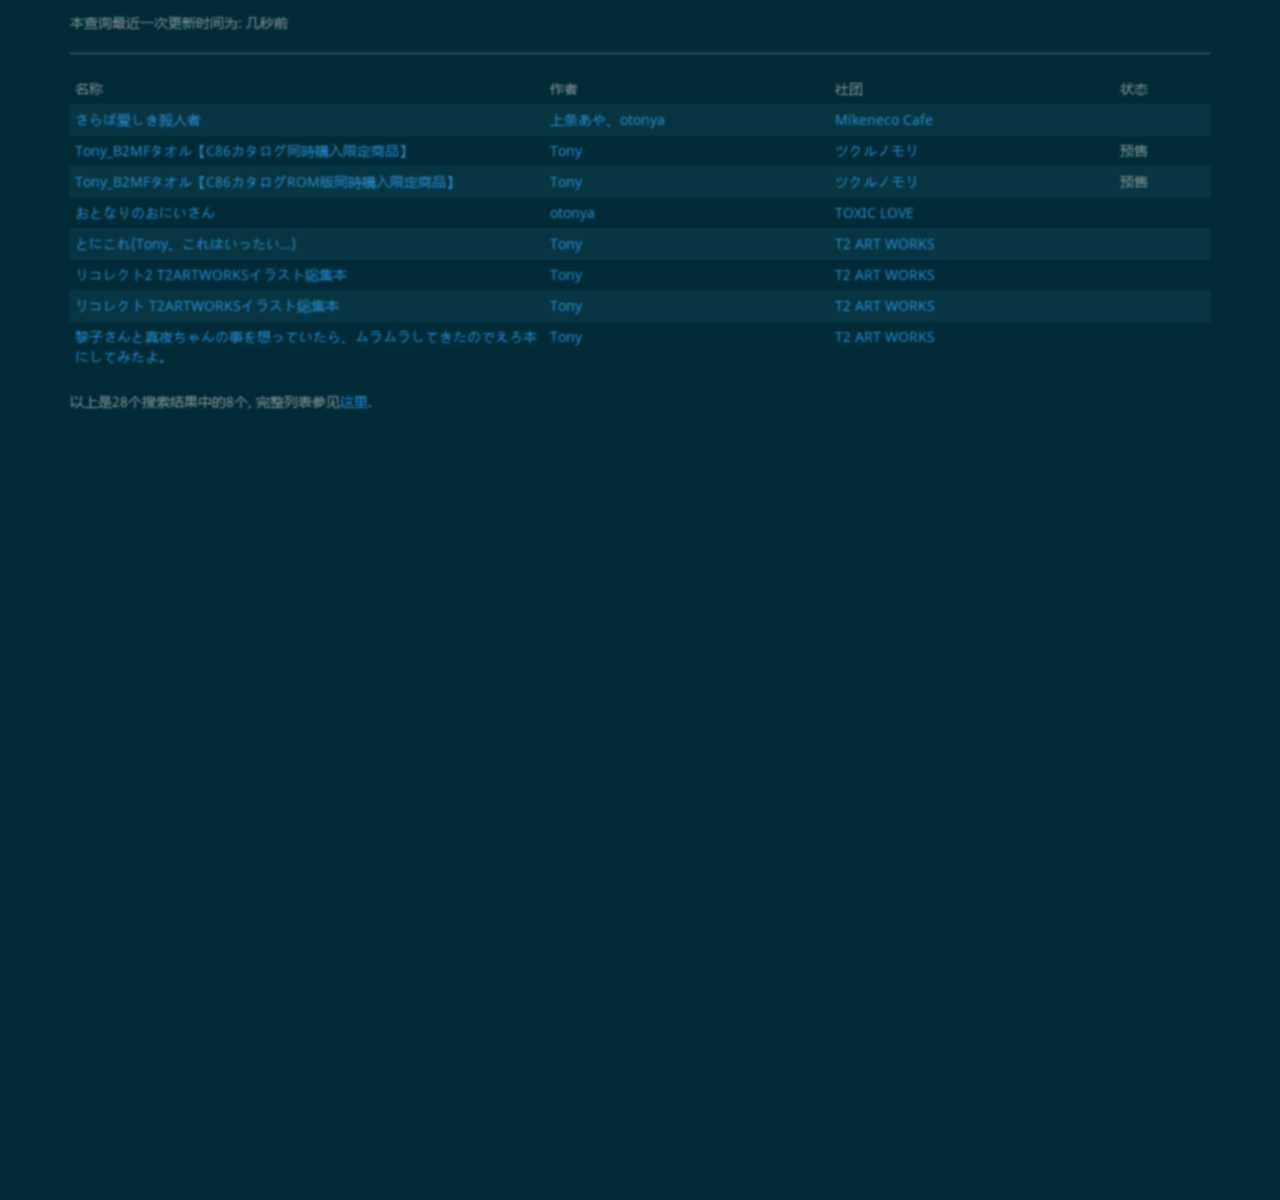 本查询最近一次更新时间为: 几秒前
名称 作者 社团 状态
さらば愛しき殺人者 上条あや、otonya Mikeneco Cafe
Tony_B2MFタオル【C86カタログ同時購入限定商品】 Tony ツクルノモリ 预售
Tony_B2MFタオル【C86カタログROM版同時購入限定商品】 Tony ツクルノモリ 预售
おとなりのおにいさん otonya TOXIC LOVE
とにこれ(Tony、これはいったい...) Tony T2 ART WORKS
リコレクト2 T2ARTWORKSイラスト総集本 Tony T2 ART WORKS
リコレクト T2ARTWORKSイラスト総集本 Tony T2 ART WORKS
黎子さんと真夜ちゃんの事を想っていたら、ムラムラしてきたのでえろ本 Tony T2 ART WORKS
にしてみたよ。
以上是28个搜索结果中的8个, 完整列表参见这里.